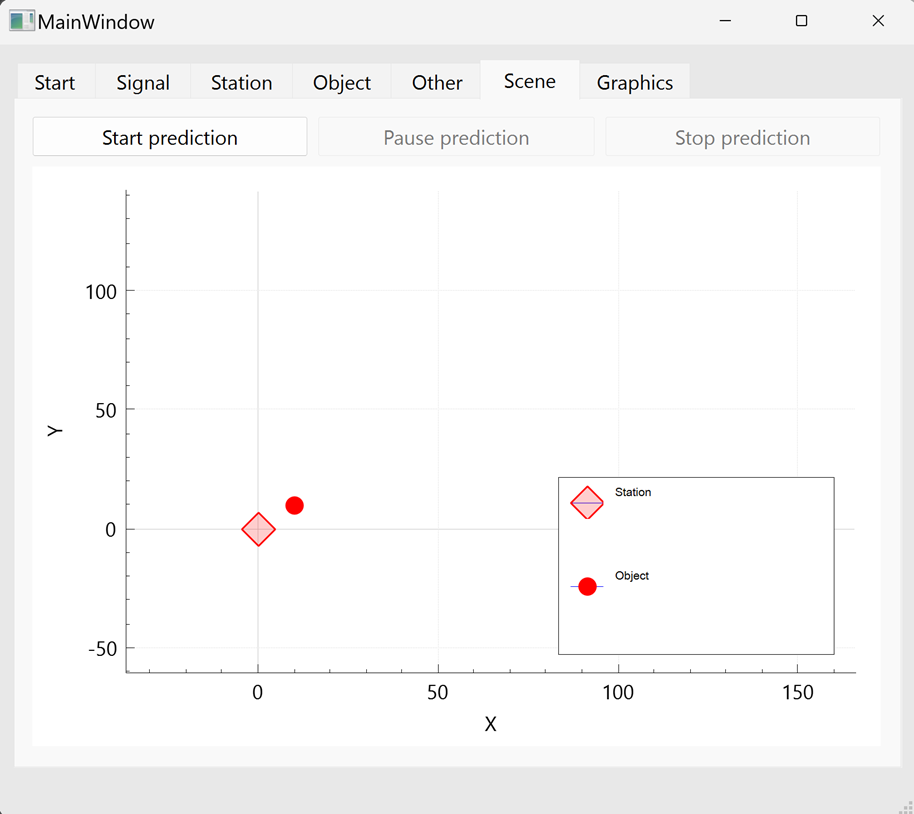 MainWindow
Start Signal Station Object Other Scene Graphics
Start prediction Pause prediction Stop prediction
100
50
0
-50
Y
Station
Object
0 50 100 150
X